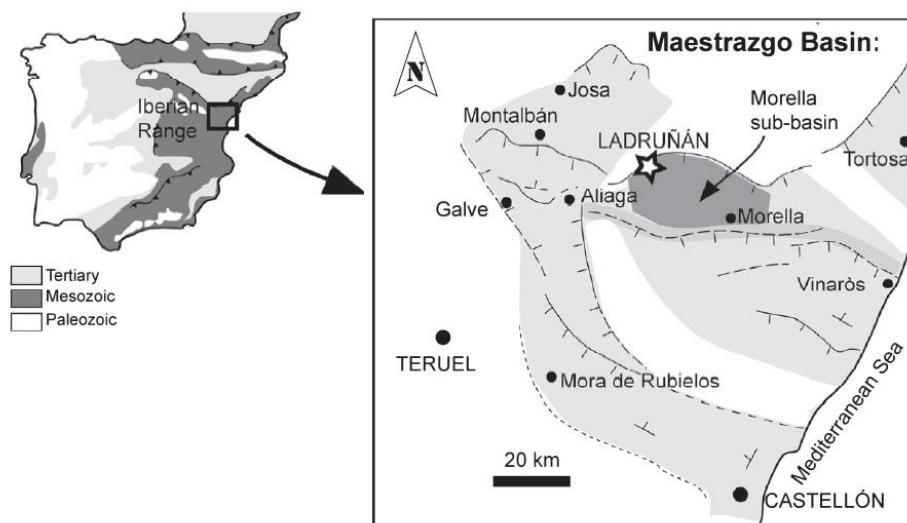 Iberian
Range
Tertiary
Mesozoic
Paleozoic
Maestrazgo Basin:
N
Josa
Morella
sub-basin
Montalbán
LADRUÑÁN
Tortosa
Galve
Aliaga
Morella
Vinaròs
TERUEL
Mora de Rubielos
Mediterranean Sea
20 km
CASTELLÓN